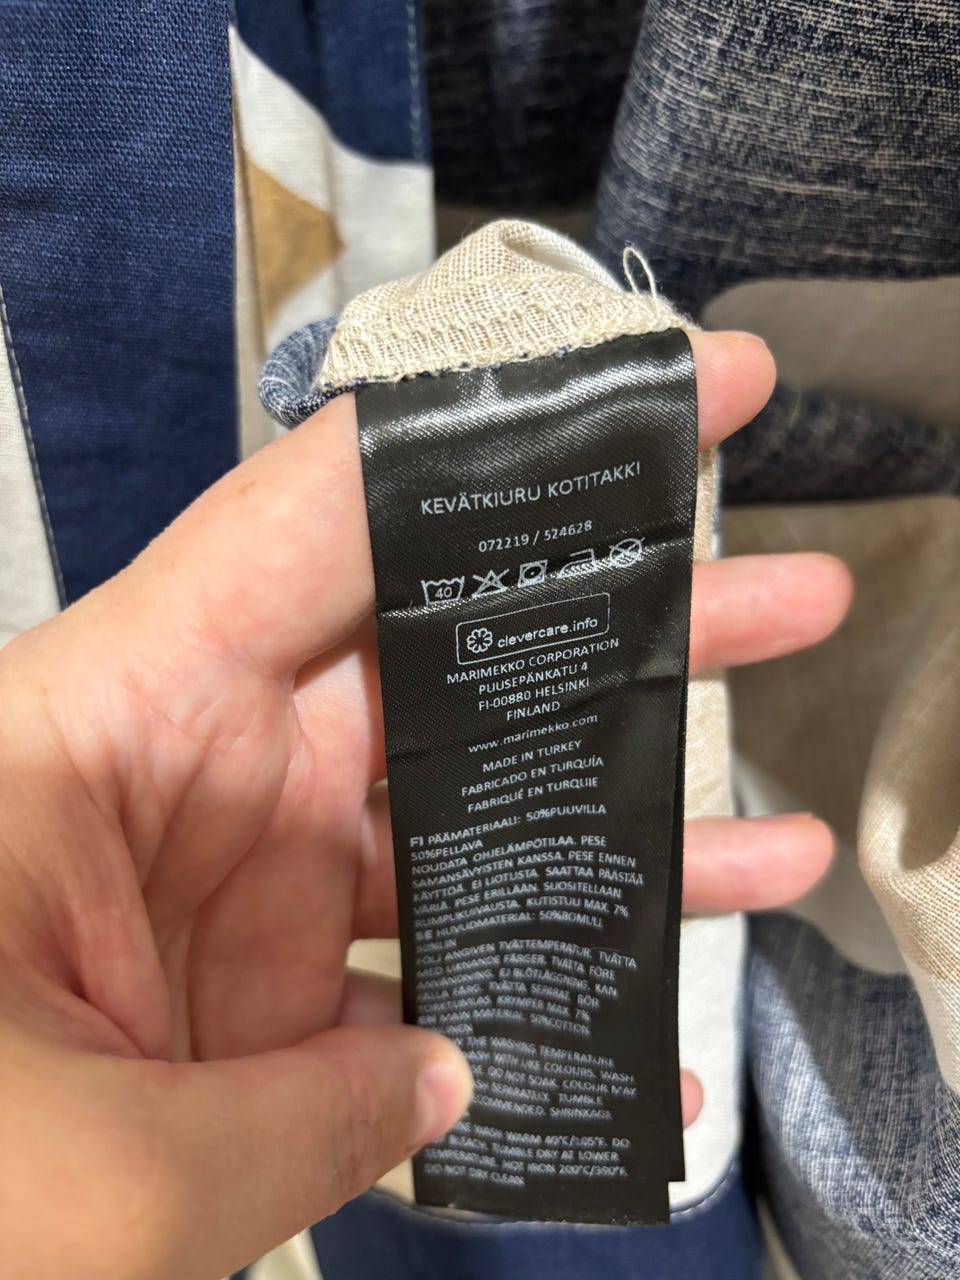 KEVÄTKIURU KOTITAKKI
072219 / 524628
40
clevercare.info
MARIMEKKO CORPORATION
PUUSEPÄNKATU 4
FI-00880 HELSINKI
FINLAND
www.marimekko.com
MADE IN TURKEY
FABRICADO EN TURQUÍA
FABRIQUÉ EN TURQUIE
FI PÄÄMATERIAALI: 50%PUUVILLA
50%PELLAVA
NOUDATA OHJELÄMPÖTILAA. PESE
SAMANSÄVYISTEN KANSSA. PESE ENNEN
KÄYTTÖÄ. EI LIOTUSTA. SAATTAA PÄÄSTÄÄ
VÄRIÄ. PESE ERILLÄÄN. SUOSITELLAAN
RUMPUKUIVAUSTA. KUTISTUU MAX. 7%
SE HUVUDMATERIAL: 50%BOMULL
50%LIN
FÖLJ ANGIVEN TVÄTTEMPERATUR. TVÄTTA
MED LIKNANDE FÄRGER. TVÄTTA FÖRE
ANVÄNDNING. EJ BLÖTLÄGGNING. KAN
FÄLLA FÄRG. TVÄTTA SEPARAT. BÖR
TORKTUMLAS. KRYMPER MAX. 7%
EN MAIN MATERIAL: 50%COTTON
THE WASHING TEMPERATURE
WASH WITH LIKE COLOURS. WASH
DO NOT SOAK. COLOUR MAY
SEPARATELY. TUMBLE
SHRINKAGE
WASH WARM 40°C/105°F. DO
BLEACH. TUMBLE DRY AT LOWER
TEMPERATURE. HOT IRON 200°C/390°F.
DO NOT DRY CLEAN